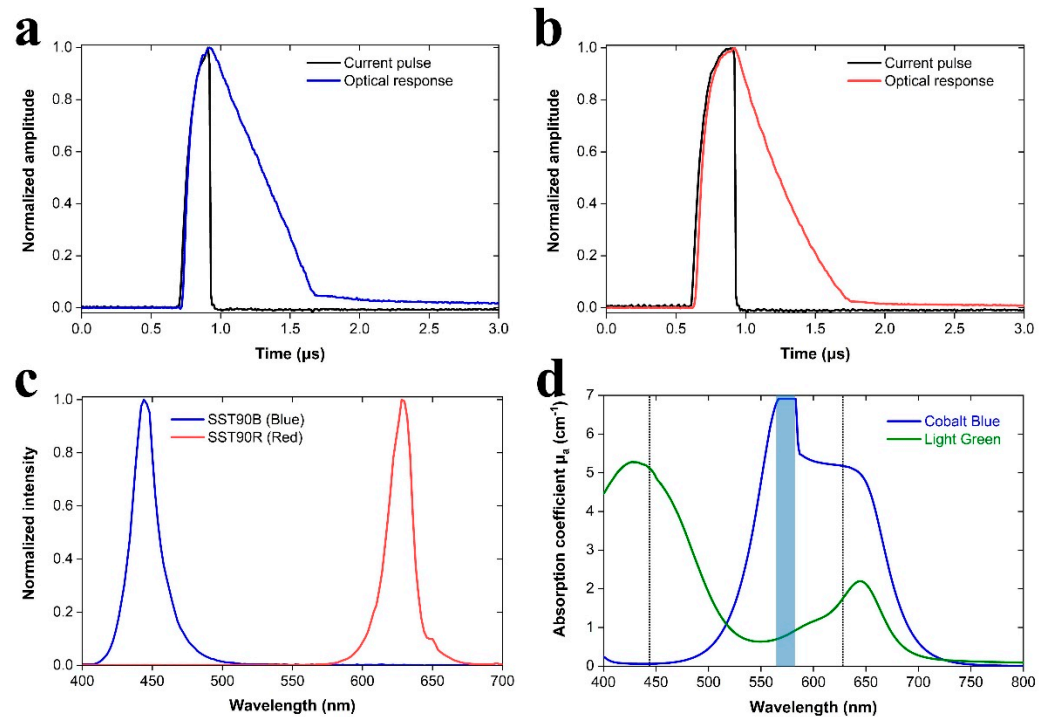 a
1.0
0.8
0.6
0.4
0.2
0.0
Normalized amplitude
Current pulse
Optical response
0.0 0.5 1.0 1.5 2.0 2.5 3.0
Time (µs)
b
1.0
0.8
0.6
0.4
0.2
0.0
Normalized amplitude
Current pulse
Optical response
0.0 0.5 1.0 1.5 2.0 2.5 3.0
Time (µs)
c
1.0
0.8
0.6
0.4
0.2
0.0
Normalized intensity
SST90B (Blue)
SST90R (Red)
400 450 500 550 600 650 700
Wavelength (nm)
d
7
6
5
4
3
2
1
0
Absorption coefficient µa (cm-1)
Cobalt Blue
Light Green
400 500 600 700 800
Wavelength (nm)